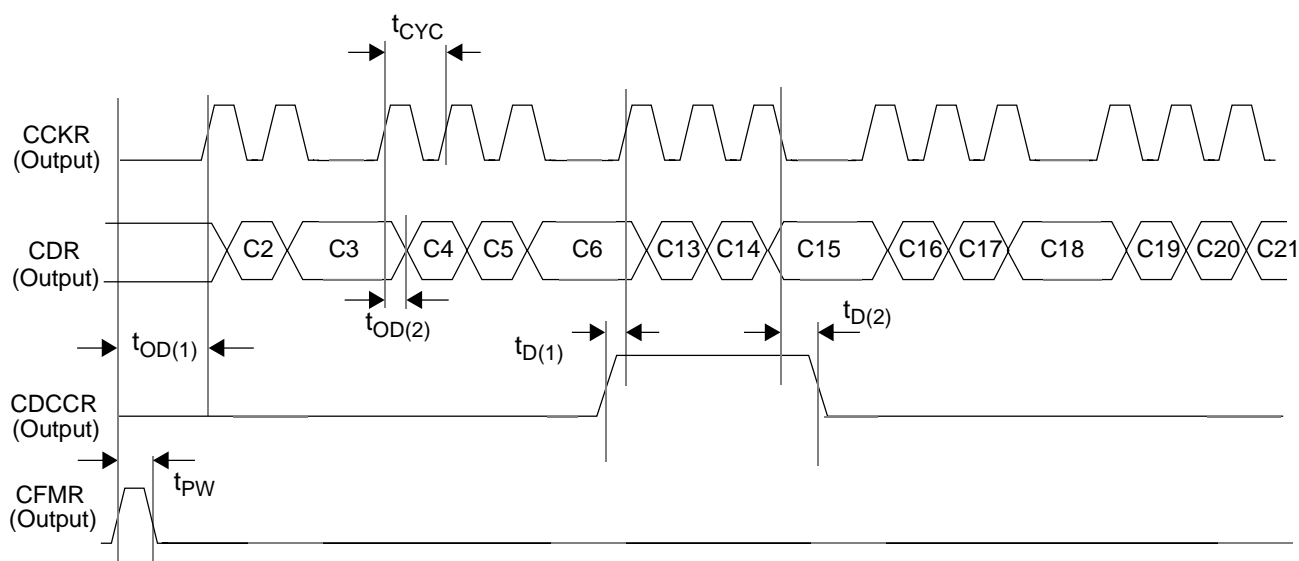 tCYC
CCKR
(Output)
CDR
(Output)
C2 C3 C4 C5 C6 C13 C14 C15 C16 C17 C18 C19 C20 C21
tOD(2)
tOD(1)
tD(1)
tD(2)
CDCCR
(Output)
tPW
CFMR
(Output)